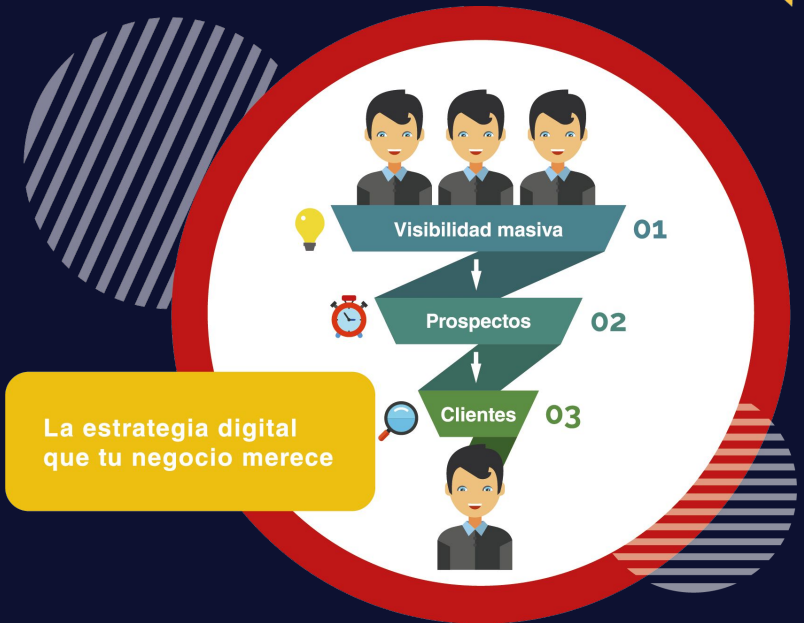 Visibilidad masiva 01
Prospectos 02
Clientes 03
La estrategia digital
que tu negocio merece